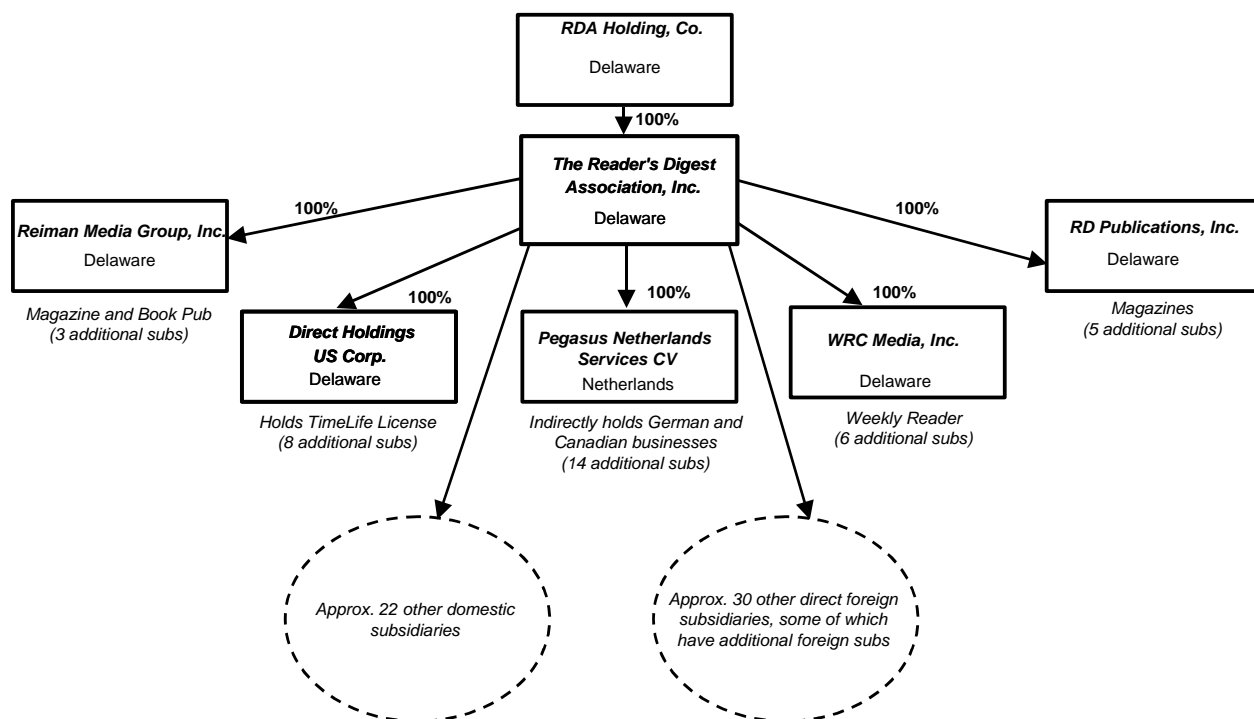 RDA Holding, Co.
Delaware
100%
The Reader's Digest
Association, Inc.
Delaware
100%
Reiman Media Group, Inc.
Delaware
Magazine and Book Pub
(3 additional subs)
100%
Direct Holdings
US Corp.
Delaware
Holds TimeLife License
(8 additional subs)
100%
Pegasus Netherlands
Services CV
Netherlands
Indirectly holds German and
Canadian businesses
(14 additional subs)
100%
WRC Media, Inc.
Delaware
Weekly Reader
(6 additional subs)
100%
RD Publications, Inc.
Delaware
Magazines
(5 additional subs)
Approx. 22 other domestic
subsidiaries
Approx. 30 other direct foreign
subsidiaries, some of which
have additional foreign subs